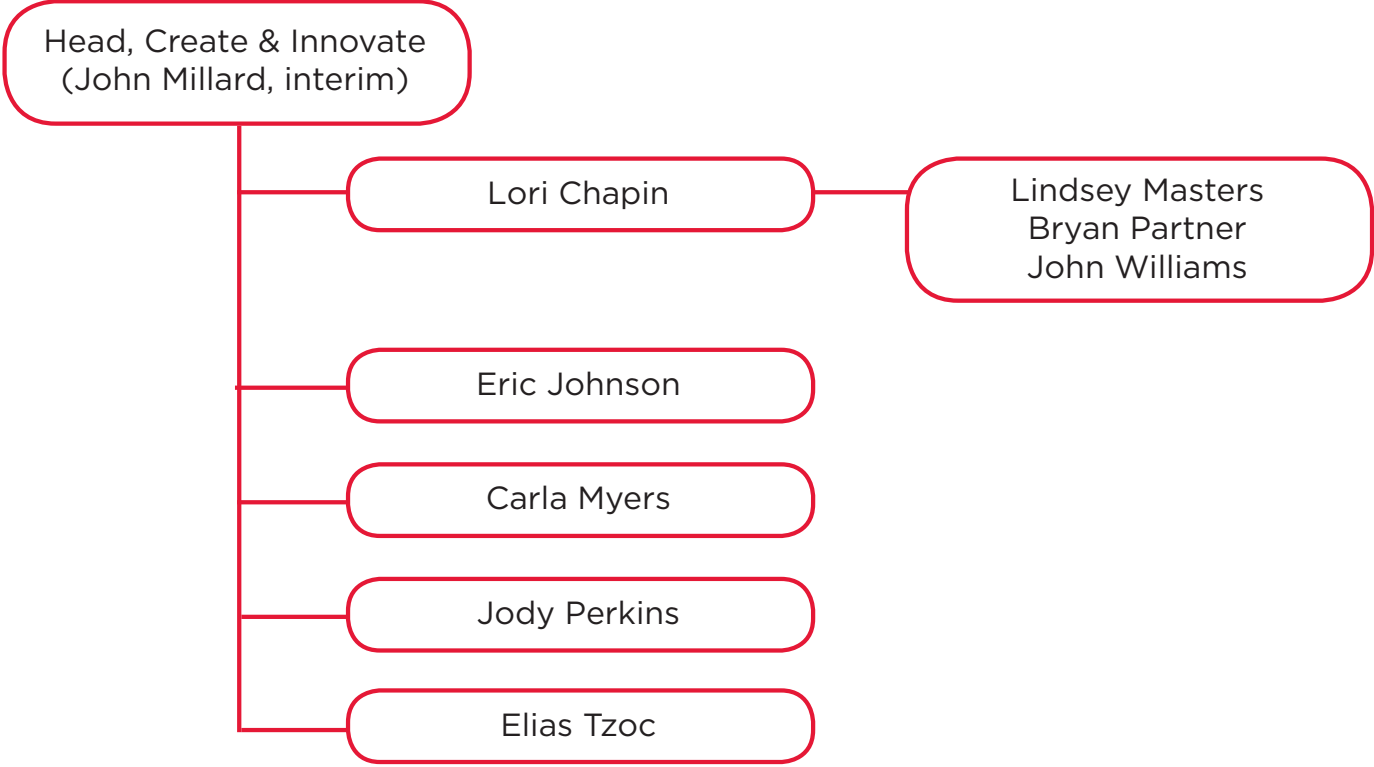 Head, Create & Innovate
(John Millard, interim)
Lori Chapin
Lindsey Masters
Bryan Partner
John Williams
Eric Johnson
Carla Myers
Jody Perkins
Elias Tzoc